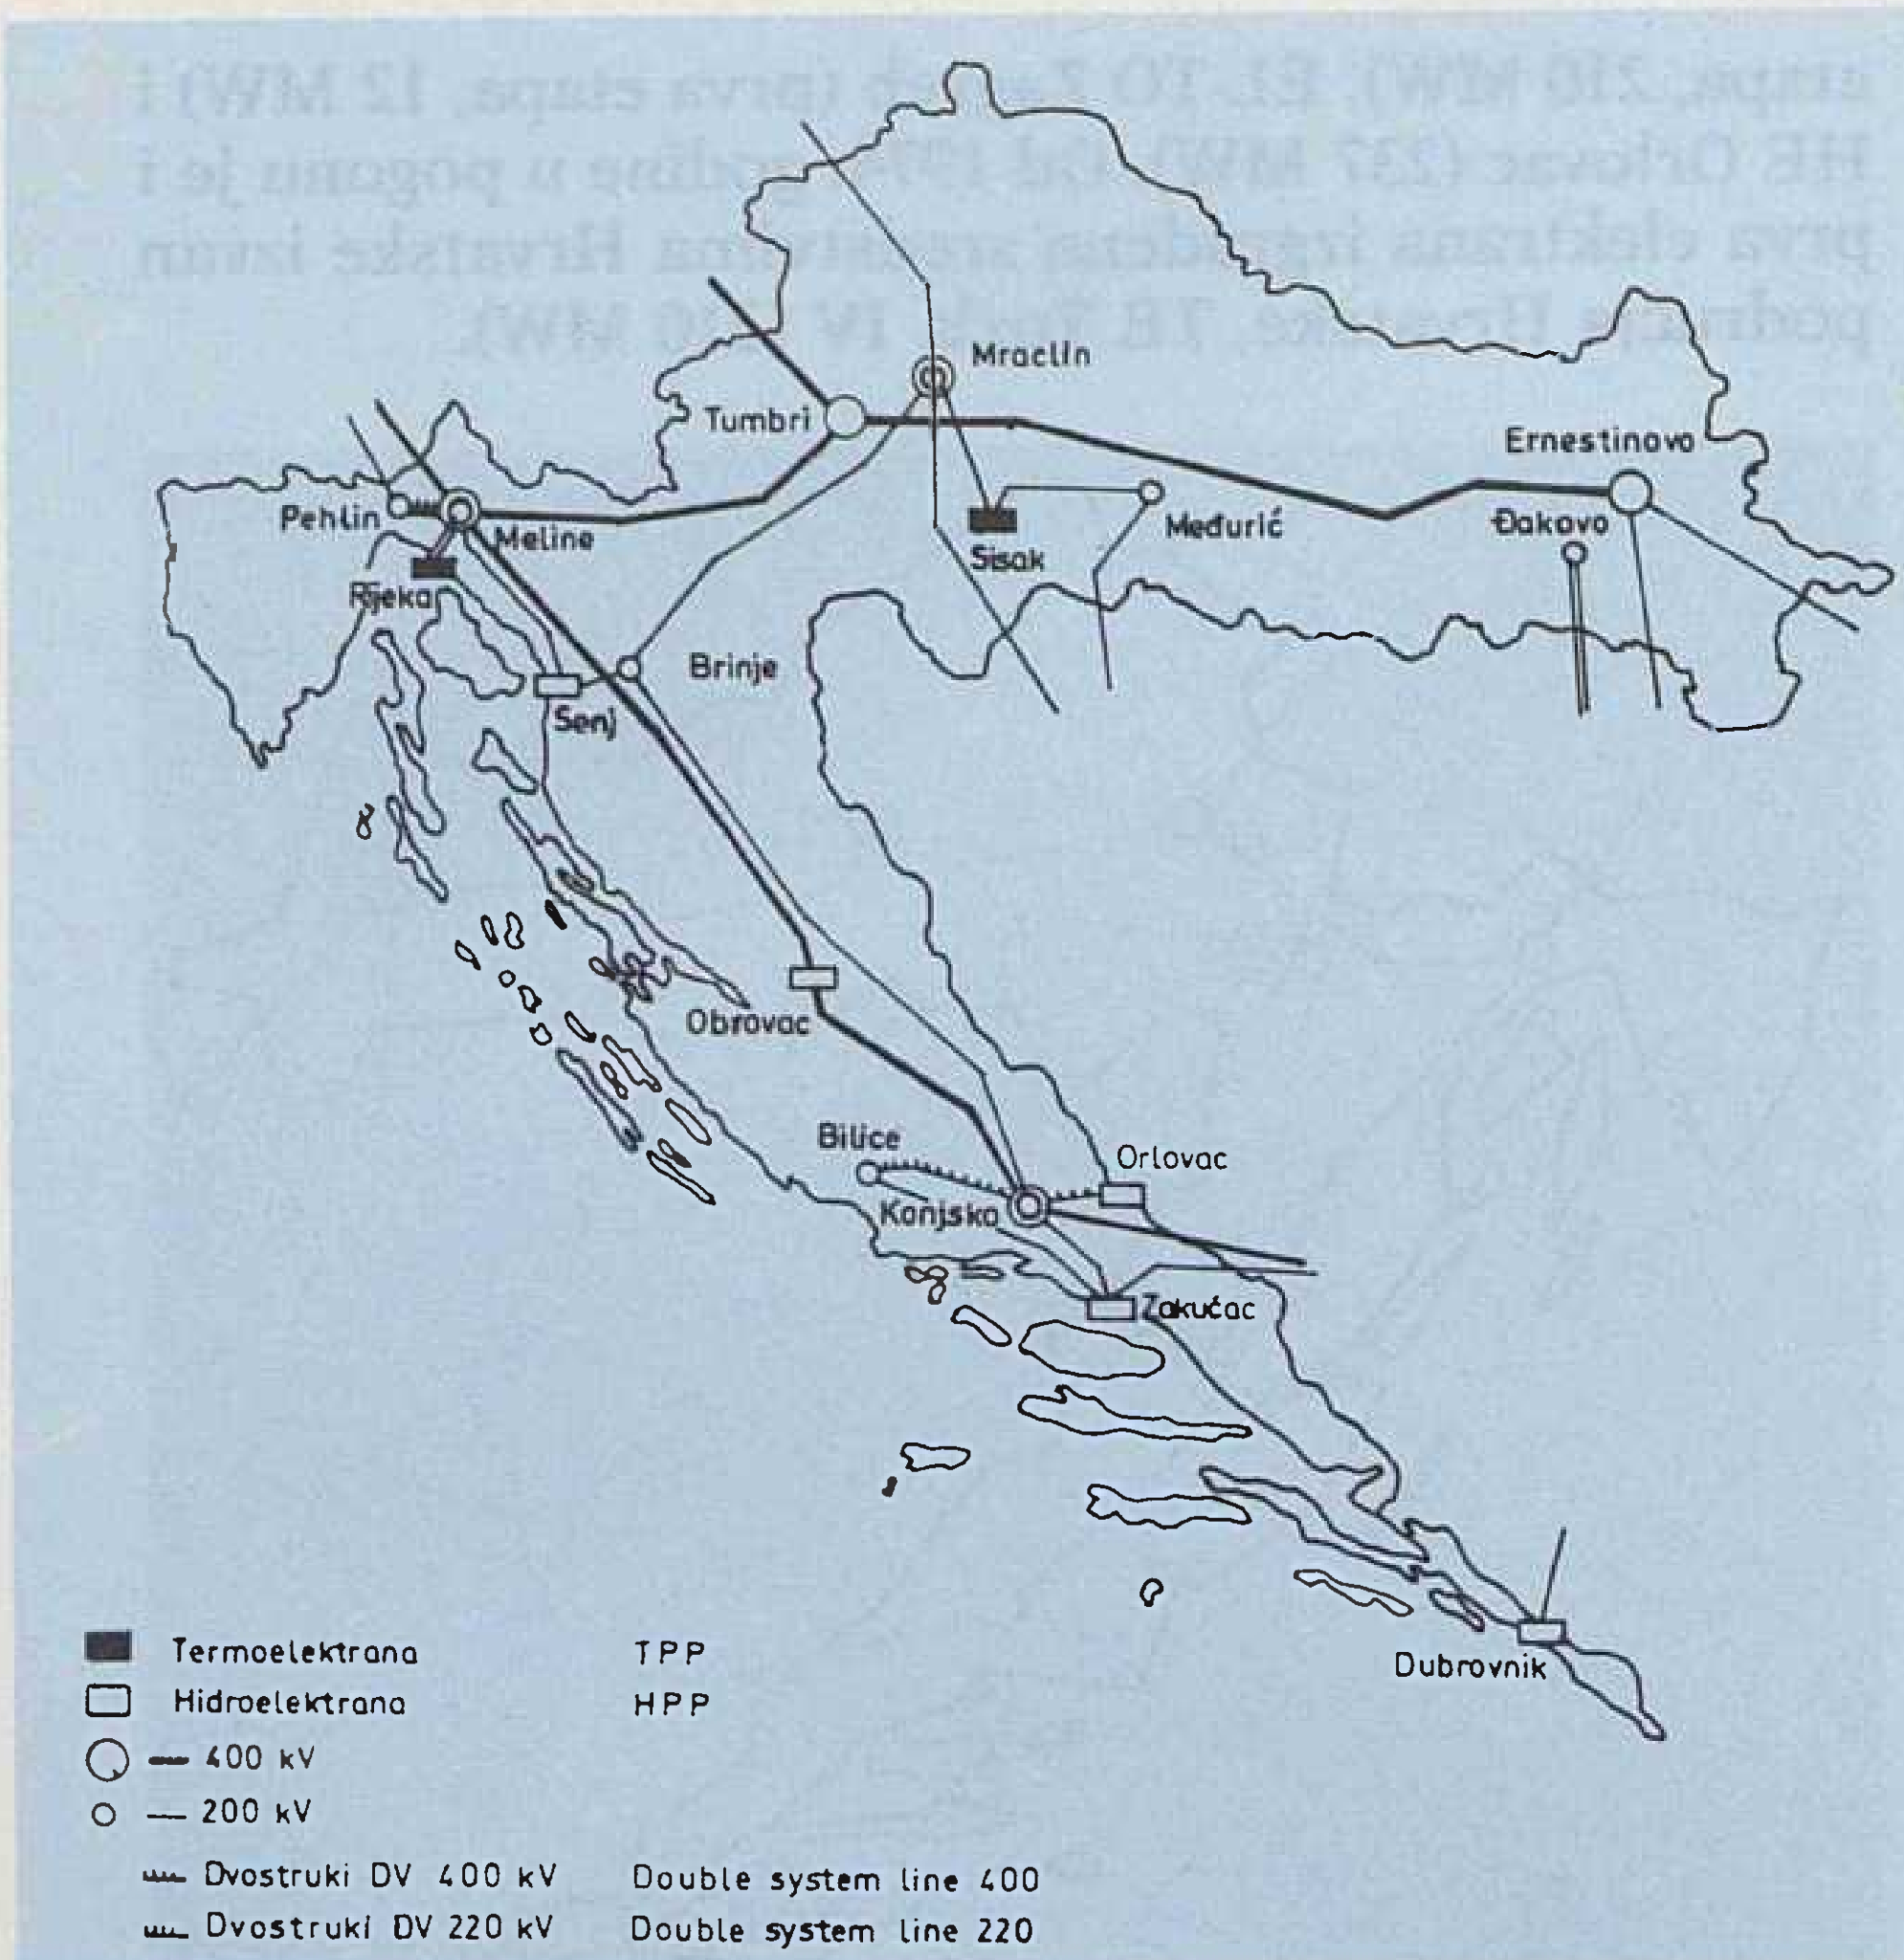 Mraclin
Tumbri
Ernestinovo
Pehlin
Meline
Sisak
Međurić
Đakovo
Rijeka
Brinje
Senj
Obrovac
Bilice
Orlovac
Konjsko
Zakućac
Dubrovnik
Termoelektrana TPP
Hidroelektrana HPP
400 kV
200 kV
Dvostruki DV 400 kV Double system line 400
Dvostruki DV 220 kV Double system line 220